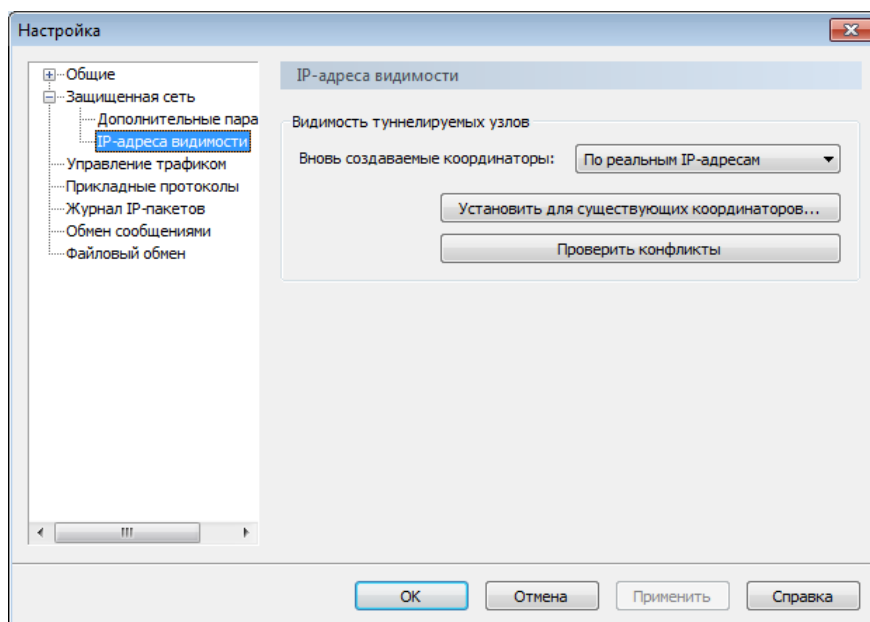 Настройка
Общие
Защищенная сеть
Дополнительные пара
IP-адреса видимости
Управление трафиком
Прикладные протоколы
Журнал IP-пакетов
Обмен сообщениями
Файловый обмен
IP-адреса видимости
Видимость туннелируемых узлов
Вновь создаваемые координаторы: По реальным IP-адресам
Установить для существующих координаторов...
Проверить конфликты
OK Отмена Применить Справка